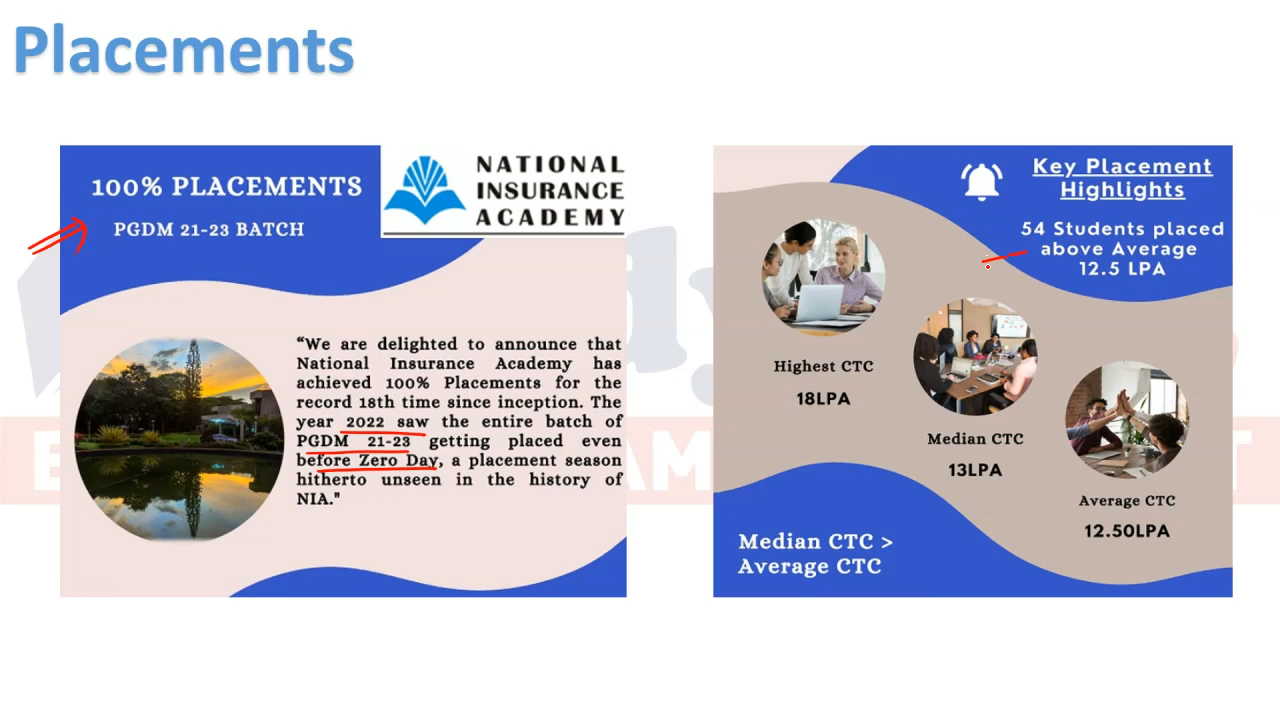 Placements
100% PLACEMENTS
PGDM 21-23 BATCH
NATIONAL
INSURANCE
ACADEMY
“We are delighted to announce that
National Insurance Academy has
achieved 100% Placements for the
record 18th time since inception. The
year 2022 saw the entire batch of
PGDM 21-23 getting placed even
before Zero Day, a placement season
hitherto unseen in the history of
NIA."
Key Placement
Highlights
54 Students placed
above Average
12.5 LPA
Highest CTC
18LPA
Median CTC
13LPA
Average CTC
12.50LPA
Median CTC >
Average CTC